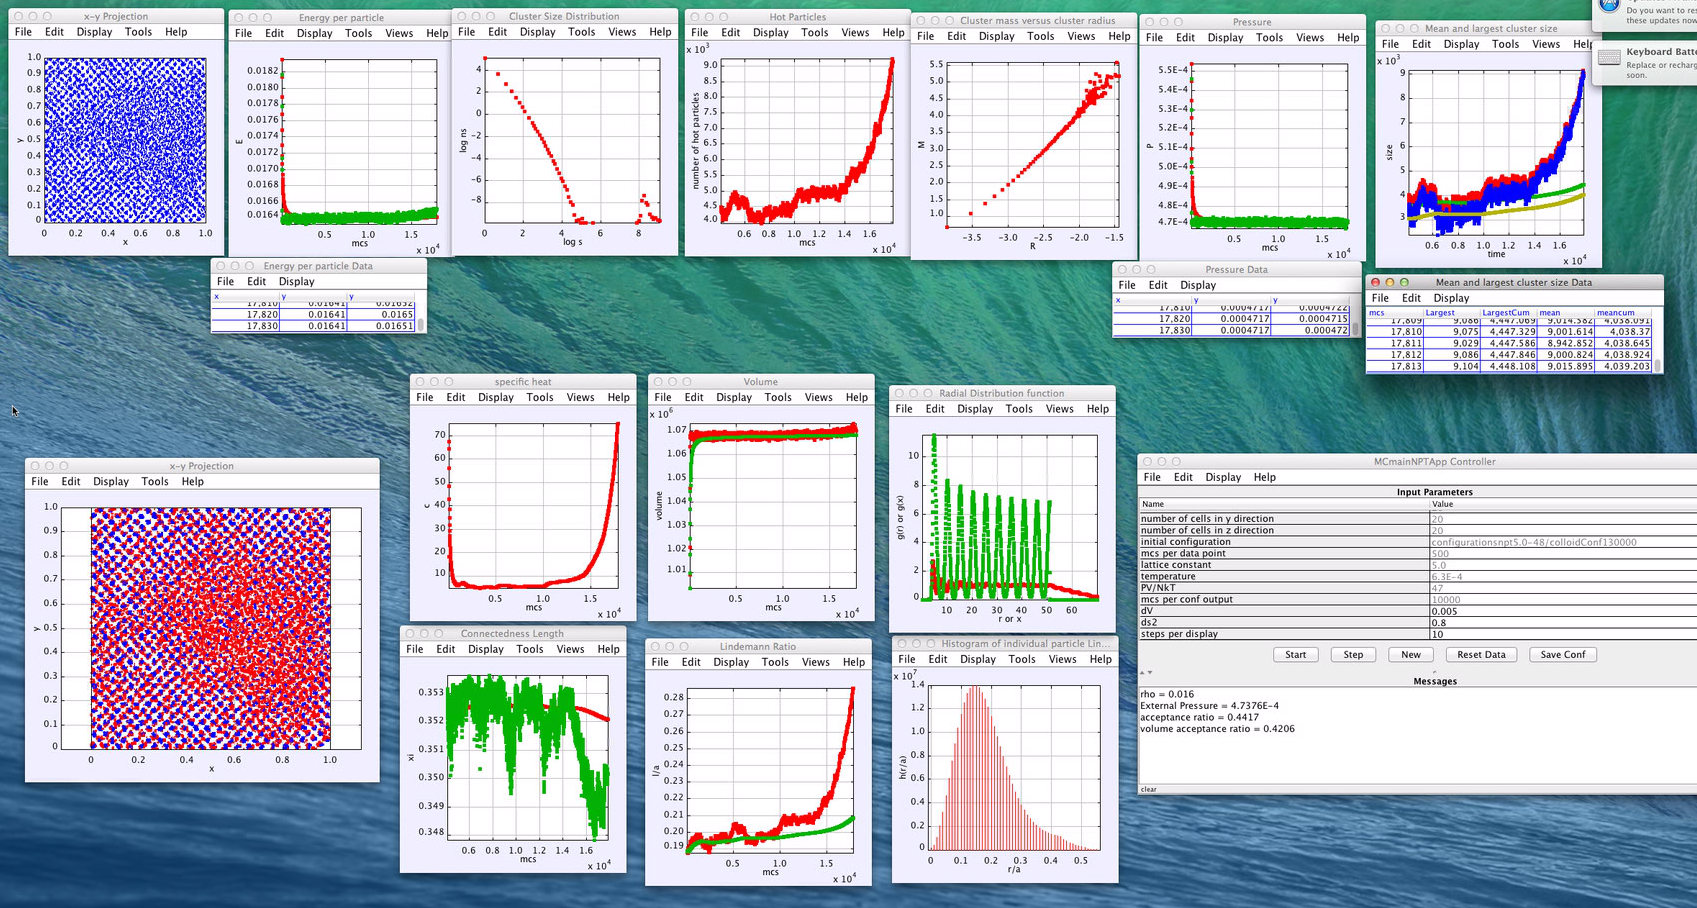 x-y Projection
File Edit Display Tools Help
1.0
0.9
0.8
0.7
0.6
0.5
0.4
0.3
0.2
0.1
0
y
0.0 0.2 0.4 0.6 0.8 1.0
x
Energy per particle
File Edit Display Tools Help
0.0182
0.0180
0.0178
0.0176
0.0174
0.0172
0.0170
0.0168
0.0166
0.0164
E
0.5 1.0 1.5
mcs
x 10⁴
Cluster Size Distribution
File Edit Display Tools Help
4
2
0
−2
−4
−6
−8
log ns
0 2 4 6 8
log s
Hot Particles
File Edit Display Tools Help
x 10³
9.0
8.5
8.0
7.5
7.0
6.5
6.0
5.5
5.0
4.5
4.0
number of hot particles
0.6 0.8 1.0 1.2 1.4 1.6
mcs
x 10⁴
Cluster mass versus cluster radius
File Edit Display Tools Help
5.5
5.0
4.5
4.0
3.5
3.0
2.5
2.0
1.5
1.0
M
−3.5 −3.0 −2.5 −2.0 −1.5
R
Pressure
File Edit Display Tools Help
5.5E-4
5.4E-4
5.3E-4
5.2E-4
5.1E-4
5.0E-4
4.9E-4
4.8E-4
4.7E-4
P
0.5 1.0 1.5
mcs
x 10⁴
Mean and largest cluster size
File Edit Display Tools Views Help
x 10³
9
8
7
6
5
4
3
size
0.6 0.8 1.0 1.2 1.4 1.6
time
x 10⁴
Do you want to res
these updates now
Keyboard Batte
Replace or recharg
soon.
Energy per particle Data
File Edit Display
x y y
17,810 0.01641 0.01652
17,820 0.01641 0.0165
17,830 0.01641 0.01651
Pressure Data
File Edit Display
x y y
17,810 0.0004717 0.0004722
17,820 0.0004717 0.0004715
17,830 0.0004717 0.000472
Mean and largest cluster size Data
File Edit Display
mcs Largest LargestCum mean meancum
17,809 9,086 4,447.069 9,014.582 4,038.091
17,810 9,075 4,447.329 9,001.614 4,038.37
17,811 9,029 4,447.586 8,942.852 4,038.645
17,812 9,086 4,447.846 9,000.824 4,038.924
17,813 9,104 4,448.108 9,015.895 4,039.203
specific heat
File Edit Display Tools Views Help
70
60
50
40
30
20
10
c
0.5 1.0 1.5
mcs
x 10⁴
Volume
File Edit Display Tools Views Help
x 10⁶
1.07
1.06
1.05
1.04
1.03
1.02
1.01
volume
0.5 1.0 1.5
mcs
x 10⁴
Radial Distribution function
File Edit Display Tools Views Help
10
8
6
4
2
0
g(r) or g(x)
10 20 30 40 50 60
r or x
x-y Projection
File Edit Display Tools Help
1.0
0.9
0.8
0.7
0.6
0.5
0.4
0.3
0.2
0.1
0
y
0 0.2 0.4 0.6 0.8 1.0
x
MCmainNPTApp Controller
File Edit Display Help
Input Parameters
Name Value
number of cells in y direction 20
number of cells in z direction 20
initial configuration configurationsnpt5.0-48/colloidConf130000
mcs per data point 500
lattice constant 5.0
temperature 6.3E-4
PV/NkT 47
mcs per conf output 10000
dV 0.005
ds2 0.8
steps per display 10
Start Step New Reset Data Save Conf
Messages
rho = 0.016
External Pressure = 4.7376E-4
acceptance ratio = 0.4417
volume acceptance ratio = 0.4206
clear
Connectedness Length
File Edit Display Tools Views Help
0.353
0.352
0.351
0.350
0.349
0.348
xi
0.6 0.8 1.0 1.2 1.4 1.6
mcs
x 10⁴
Lindemann Ratio
File Edit Display Tools Views Help
0.28
0.27
0.26
0.25
0.24
0.23
0.22
0.21
0.20
0.19
l/a
0.5 1.0 1.5
mcs
x 10⁴
Histogram of individual particle Lin...
File Edit Display Tools Views Help
x 10⁷
1.4
1.2
1.0
0.8
0.6
0.4
0.2
0
h(r/a)
0 0.1 0.2 0.3 0.4 0.5
r/a